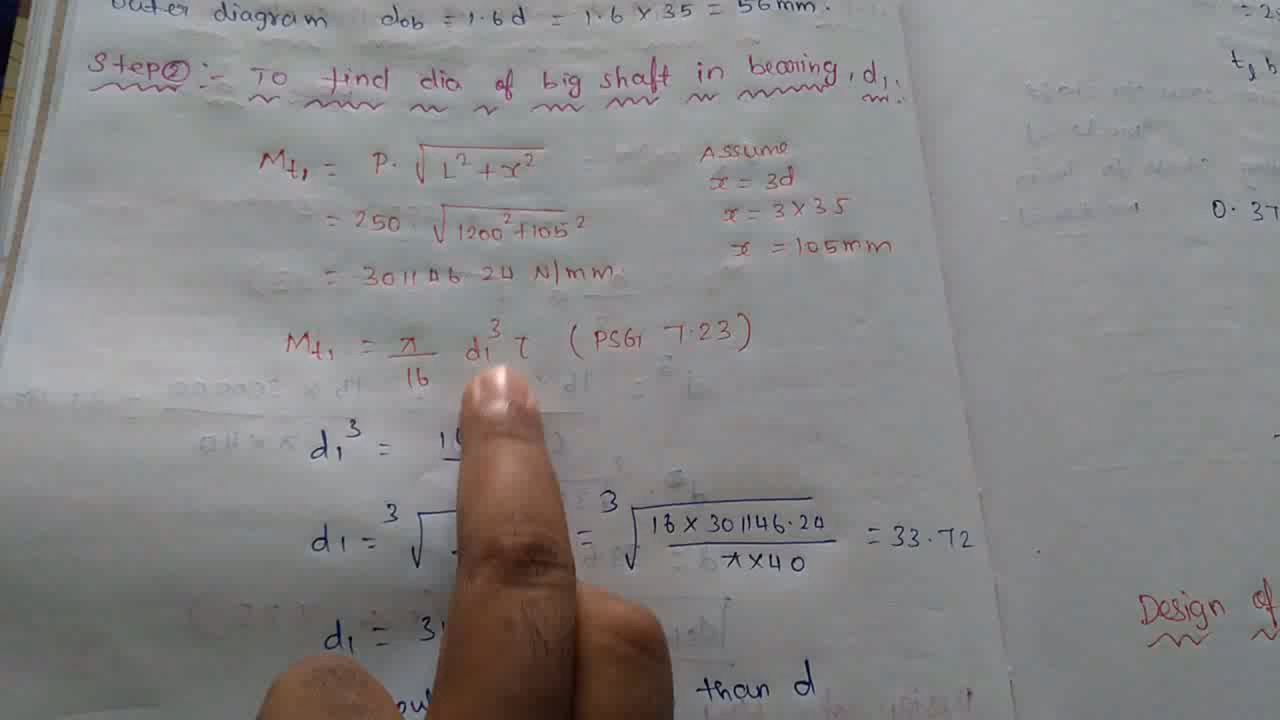 outer diagram dob = 1.6d = 1.6 x 35 = 56mm.
Step② :- To find dia of big shaft in bearing, d1.
Mt1 = P. √L² + x²
= 250 √1200² + 105²
= 301146 24 N/mm.
Assume
x = 3d
x = 3 x 35
x = 105mm
Mt1 = π/16 d1³ τ (PSG 7.23)
d1³ =
d1 = ³√ = ³√16 x 301146.24 / π x 40 = 33.72
d1 =
than d
0.37
Design of